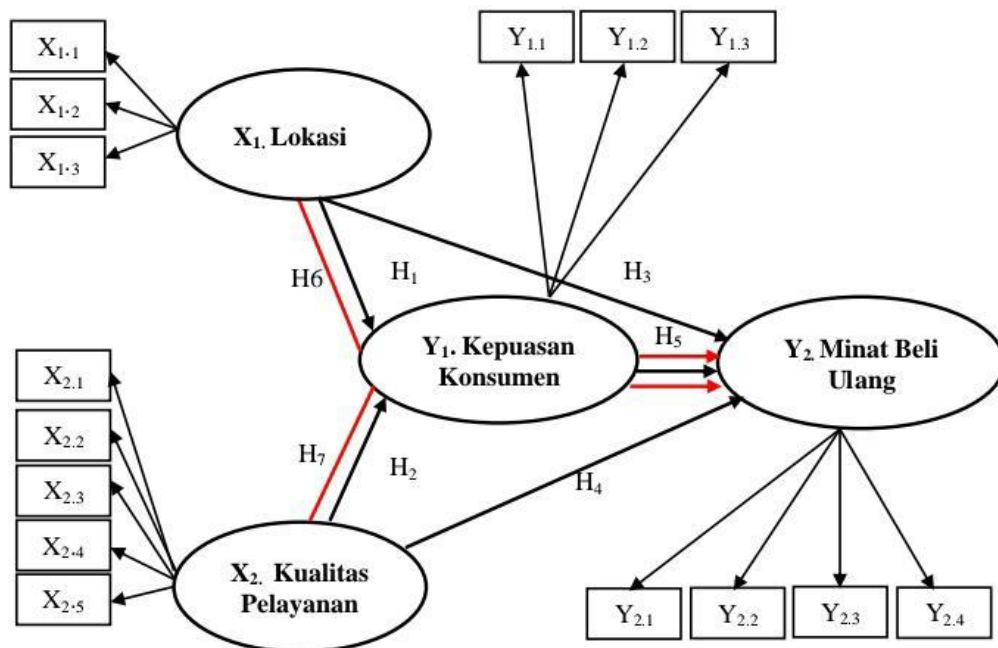 X1.1
X1.2
X1.3
X1. Lokasi
Y1.1
Y1.2
Y1.3
H6
H1
H3
Y1. Kepuasan
Konsumen
H5
Y2. Minat Beli
Ulang
X2.1
X2.2
X2.3
X2.4
X2.5
H7
H2
H4
X2. Kualitas
Pelayanan
Y2.1
Y2.2
Y2.3
Y2.4